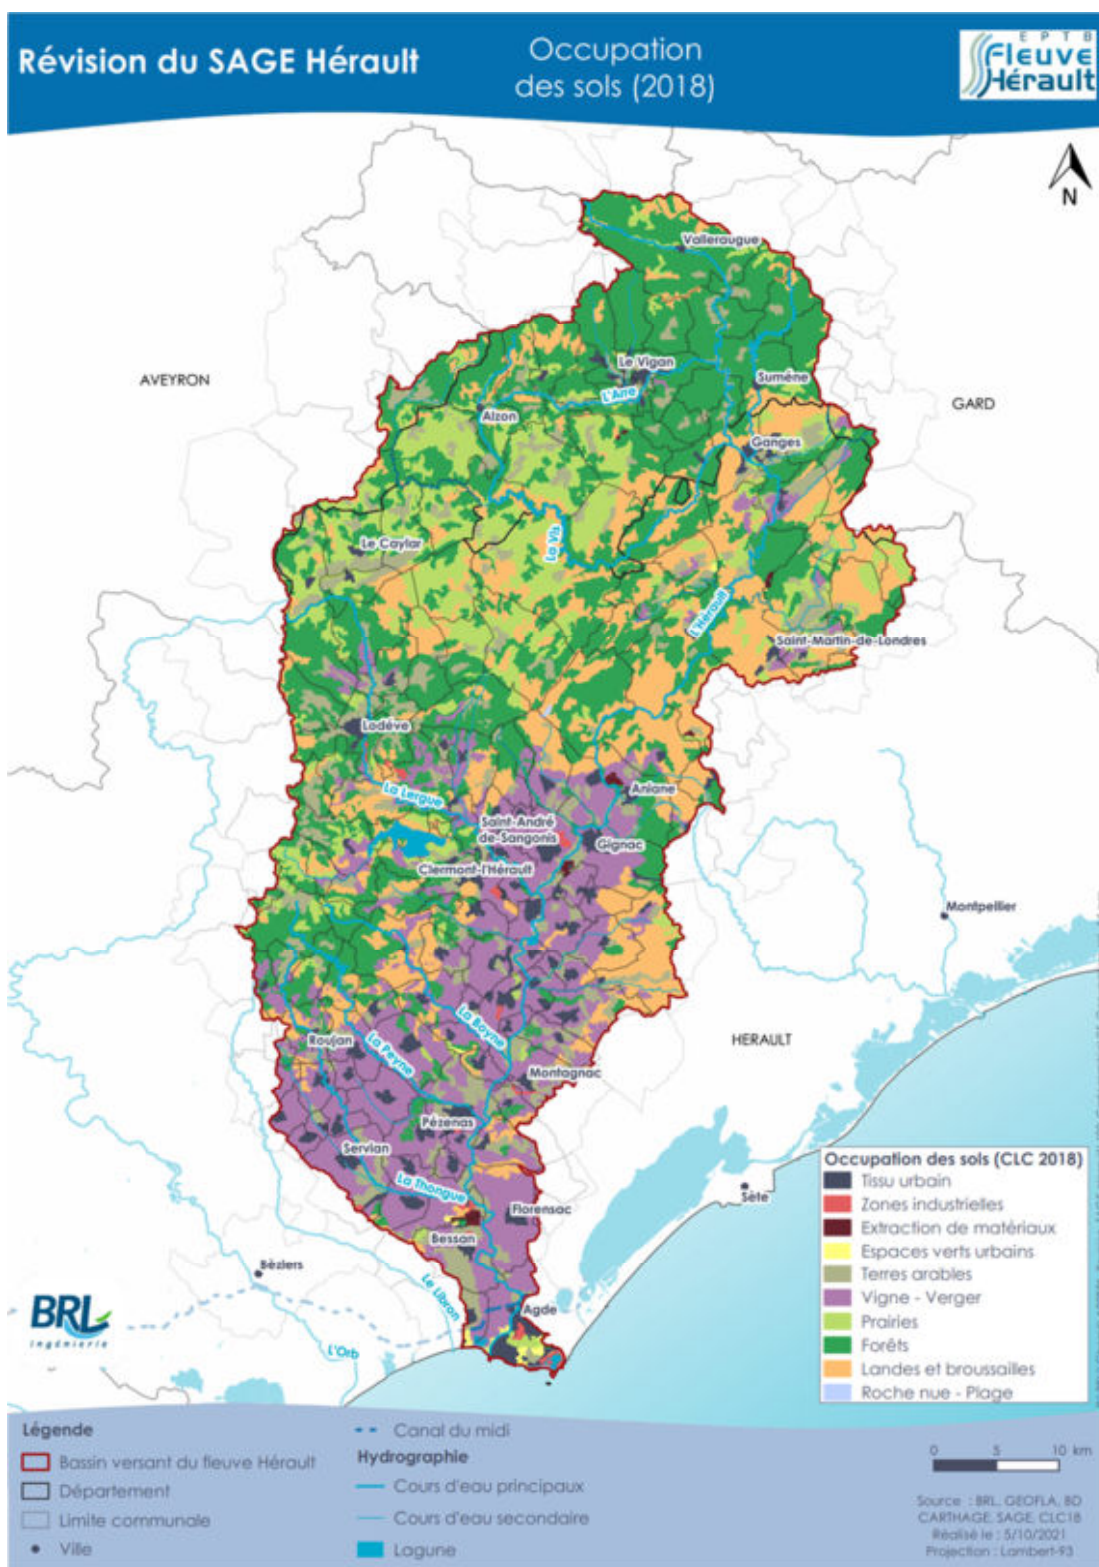 Révision du SAGE Hérault
Occupation
des sols (2018)
EPTB
Fleuve
Hérault
N
Valleraugue
AVEYRON
Le Vigan
L'Arre
Sumène
Alzon
GARD
Ganges
Le Caylar
La Vis
L'Hérault
Saint-Martin-de-Londres
Lodève
La Lergue
Aniane
Saint-André
de-Sangonis
Gignac
Clermont-l'Hérault
Montpellier
La Boyne
Roujan
La Peyne
HERAULT
Montagnac
Pézenas
Servian
La Thongue
Sète
Florensac
Bessan
Béziers
Le Libron
Agde
L'Orb
BRL
ingénierie
Occupation des sols (CLC 2018)
Tissu urbain
Zones industrielles
Extraction de matériaux
Espaces verts urbains
Terres arables
Vigne - Verger
Prairies
Forêts
Landes et broussailles
Roche nue - Plage
Légende
Bassin versant du fleuve Hérault
Département
Limite communale
Ville
Canal du midi
Hydrographie
Cours d'eau principaux
Cours d'eau secondaire
Lagune
0 5 10 km
Source : BRL, GEOFLA, BD
CARTHAGE, SAGE, CLC18
Réalisé le : 5/10/2021
Projection : Lambert-93